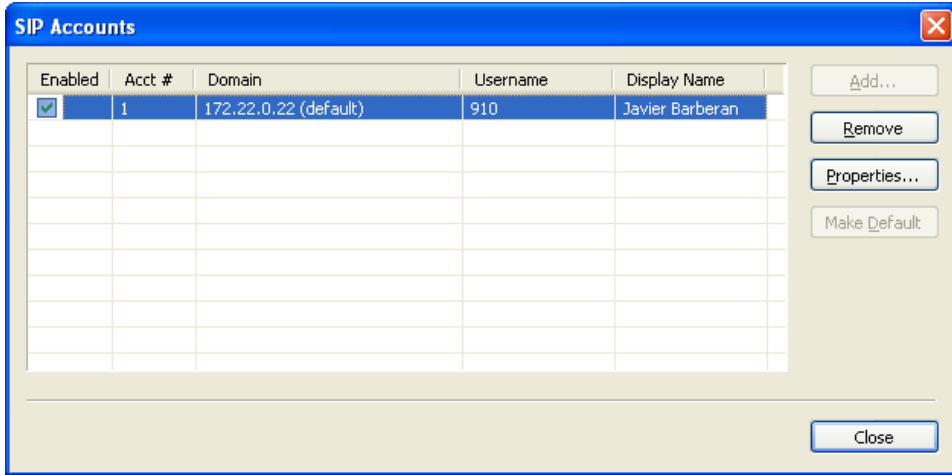 SIP Accounts
Enabled Acct # Domain Username Display Name
1 172.22.0.22 (default) 910 Javier Barberan
Add...
Remove
Properties...
Make Default
Close